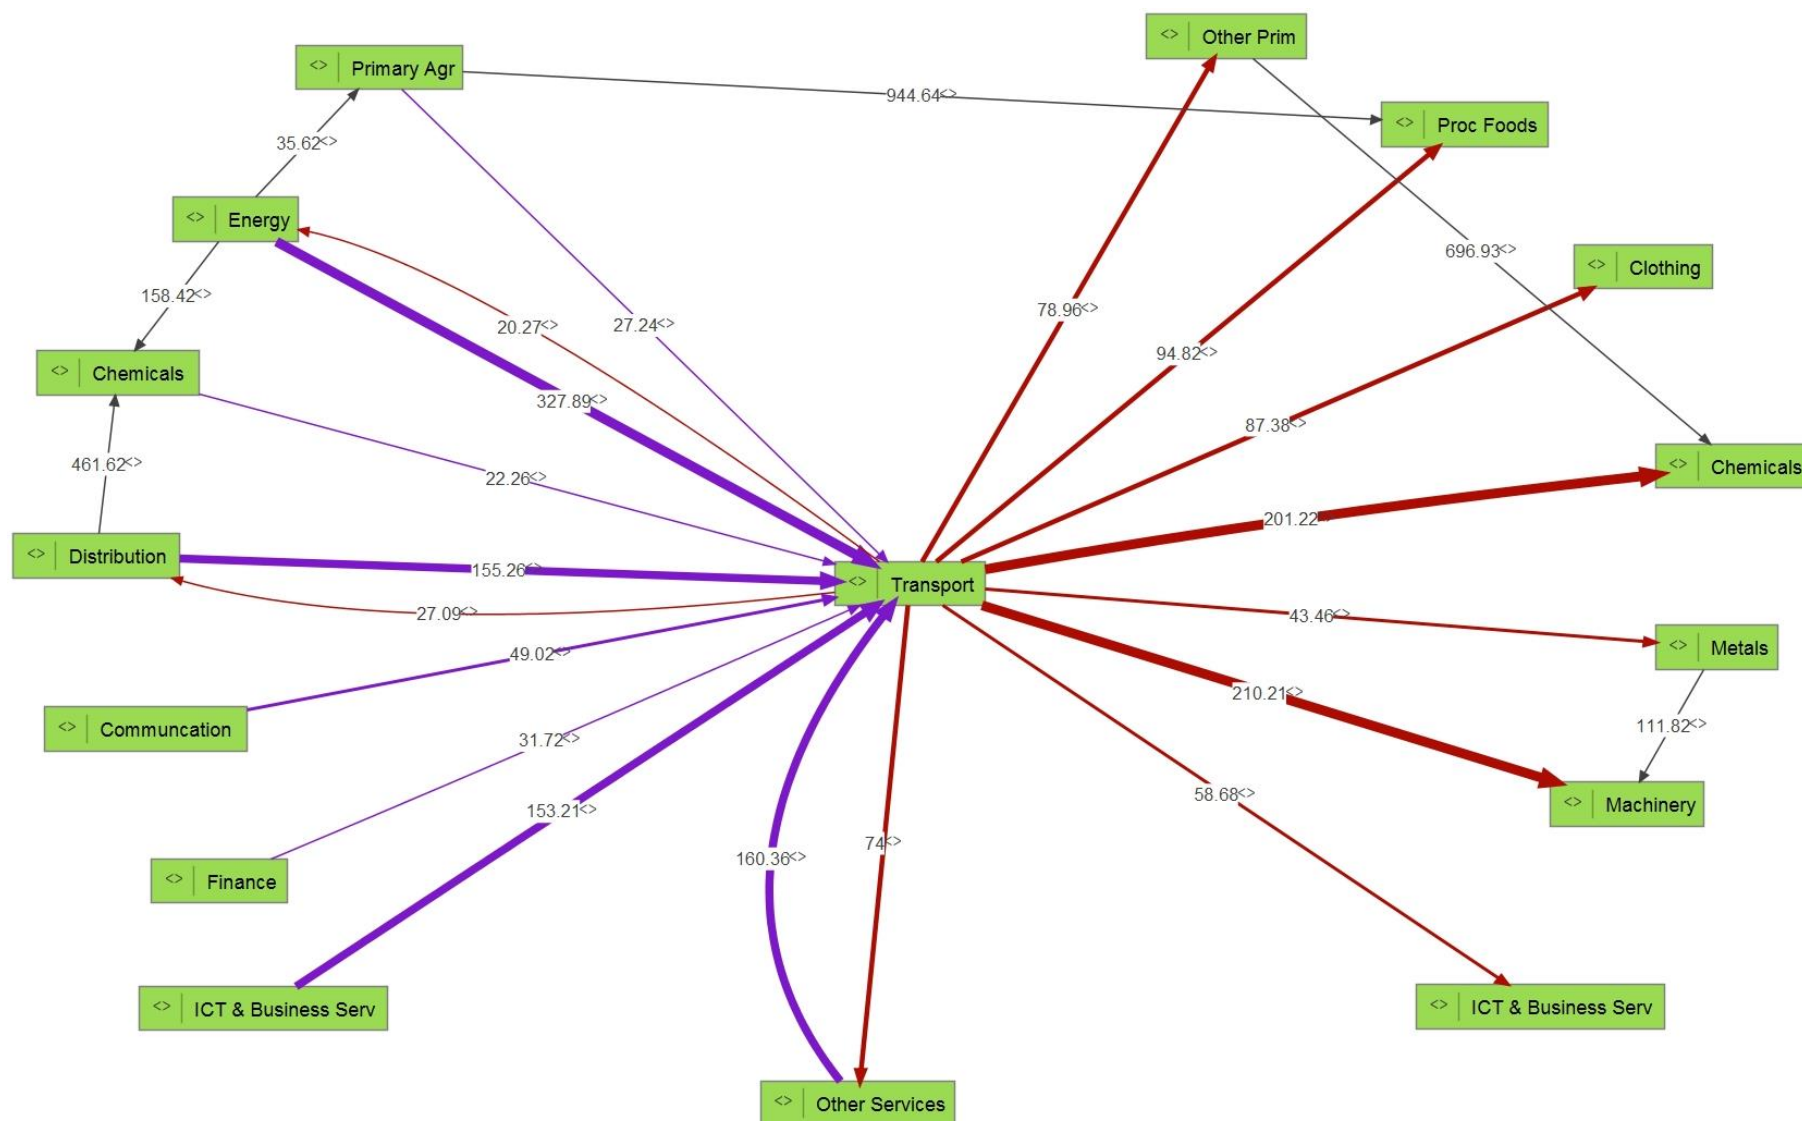 <> Other Prim
<> Primary Agr
944.64<>
<> Proc Foods
35.62<>
<> Energy
696.93<>
<> Clothing
158.42<>
78.96<>
20.27<>
27.24<>
94.82<>
<> Chemicals
327.89<>
87.38<>
461.62<>
22.26<>
<> Chemicals
201.22<>
<> Distribution
155.26<>
<> Transport
27.09<>
43.46<>
49.02<>
<> Metals
210.21<>
<> Communcation
31.72<>
111.82<>
153.21<>
58.68<>
<> Machinery
160.36<>
74<>
<> Finance
<> ICT & Business Serv
<> ICT & Business Serv
<> Other Services